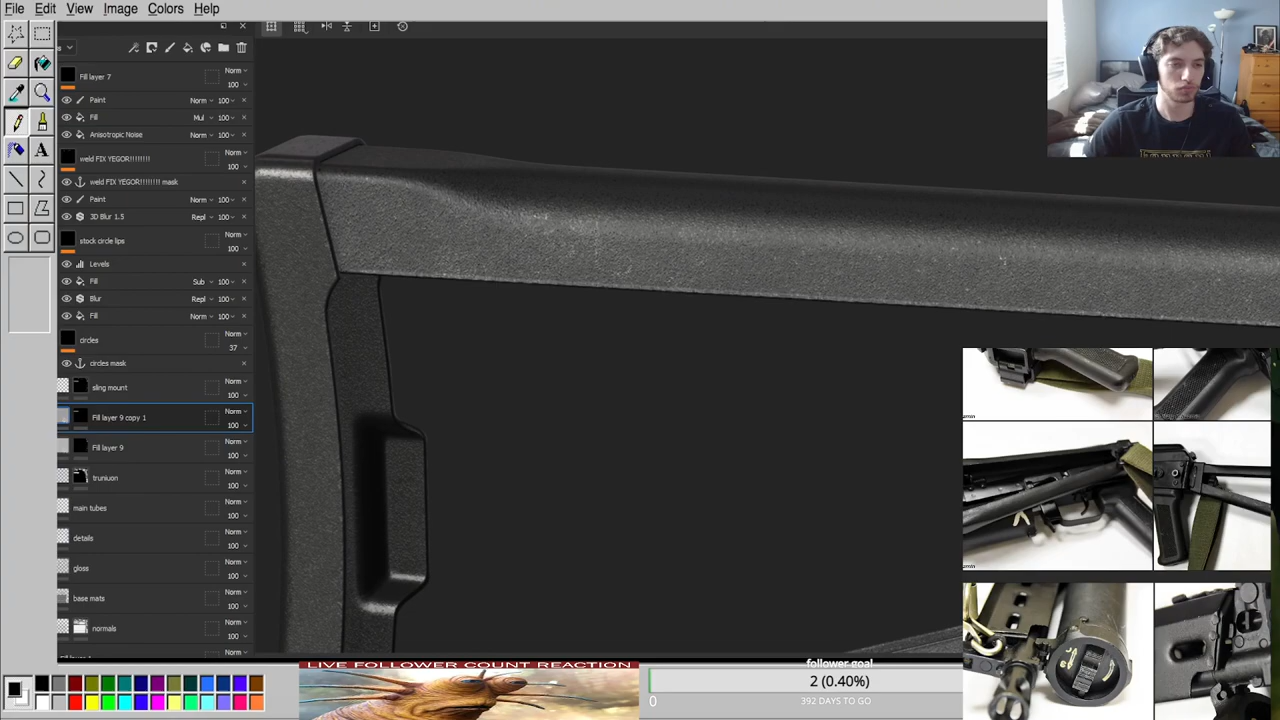 File Edit View Image Colors Help
Fill layer 7 Norm 100
Paint Norm 100
Fill Mul 100
Anisotropic Noise Norm 100
weld FIX YEGOR!!!!!!!! Norm 100
weld FIX YEGOR!!!!!!!! mask
Paint Norm 100
3D Blur 1.5 Repl 100
stock circle lips Norm 100
Levels
Fill Sub 100
Blur Repl 100
Fill Norm 100
circles Norm 37
circles mask
sling mount Norm 100
Fill layer 9 copy 1 Norm 100
Fill layer 9 Norm 100
truniuon Norm 100
main tubes Norm 100
details Norm 100
gloss Norm 100
base mats Norm 100
normals Norm 100
LIVE FOLLOWER COUNT REACTION
follower goal
2 (0.40%)
0
392 DAYS TO GO